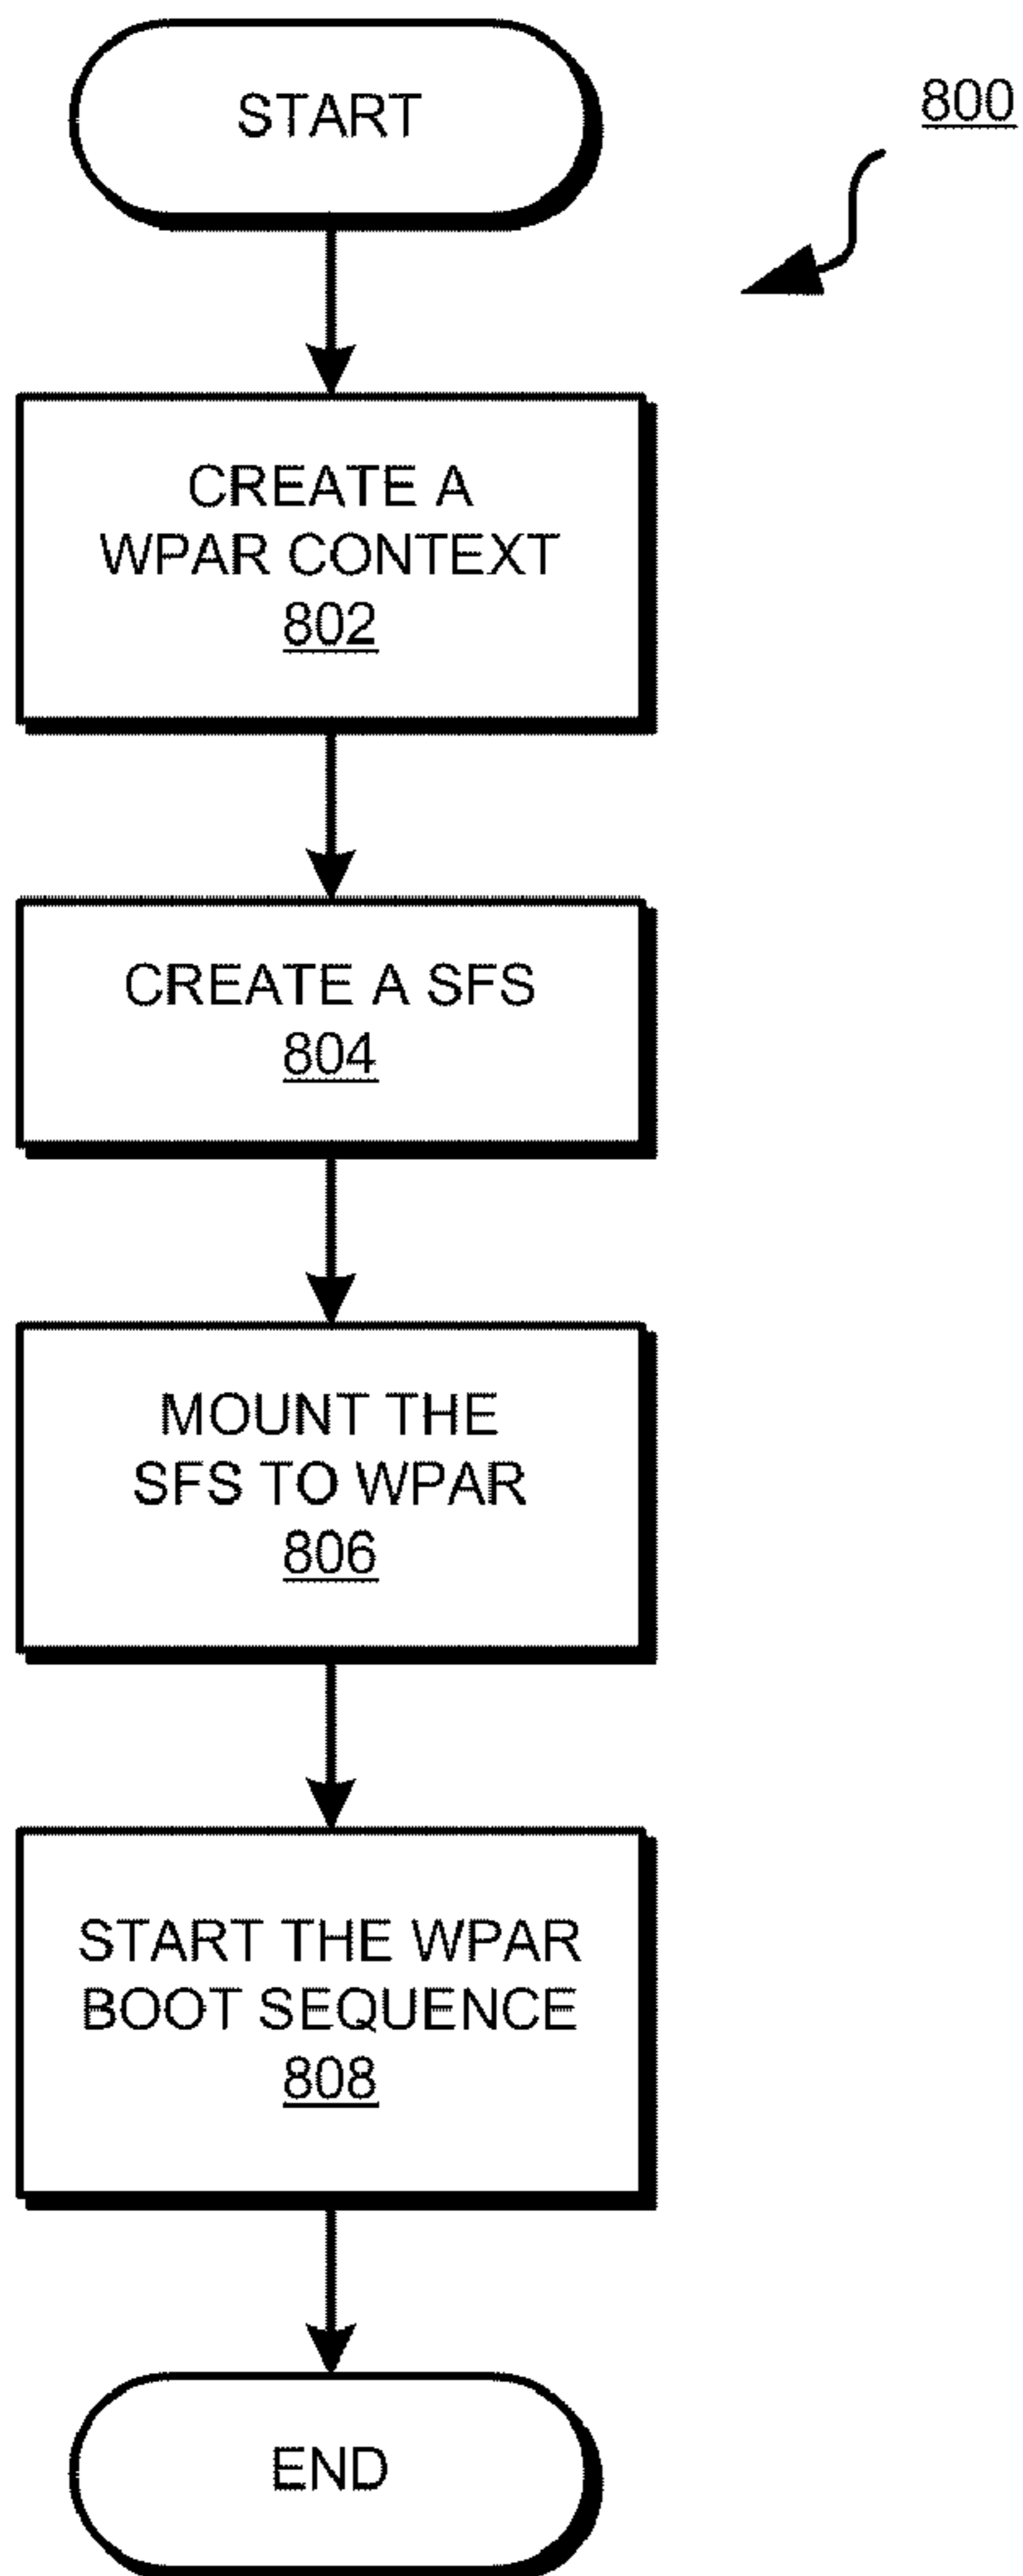 START
800
CREATE A
WPAR CONTEXT
802
CREATE A SFS
804
MOUNT THE
SFS TO WPAR
806
START THE WPAR
BOOT SEQUENCE
808
END